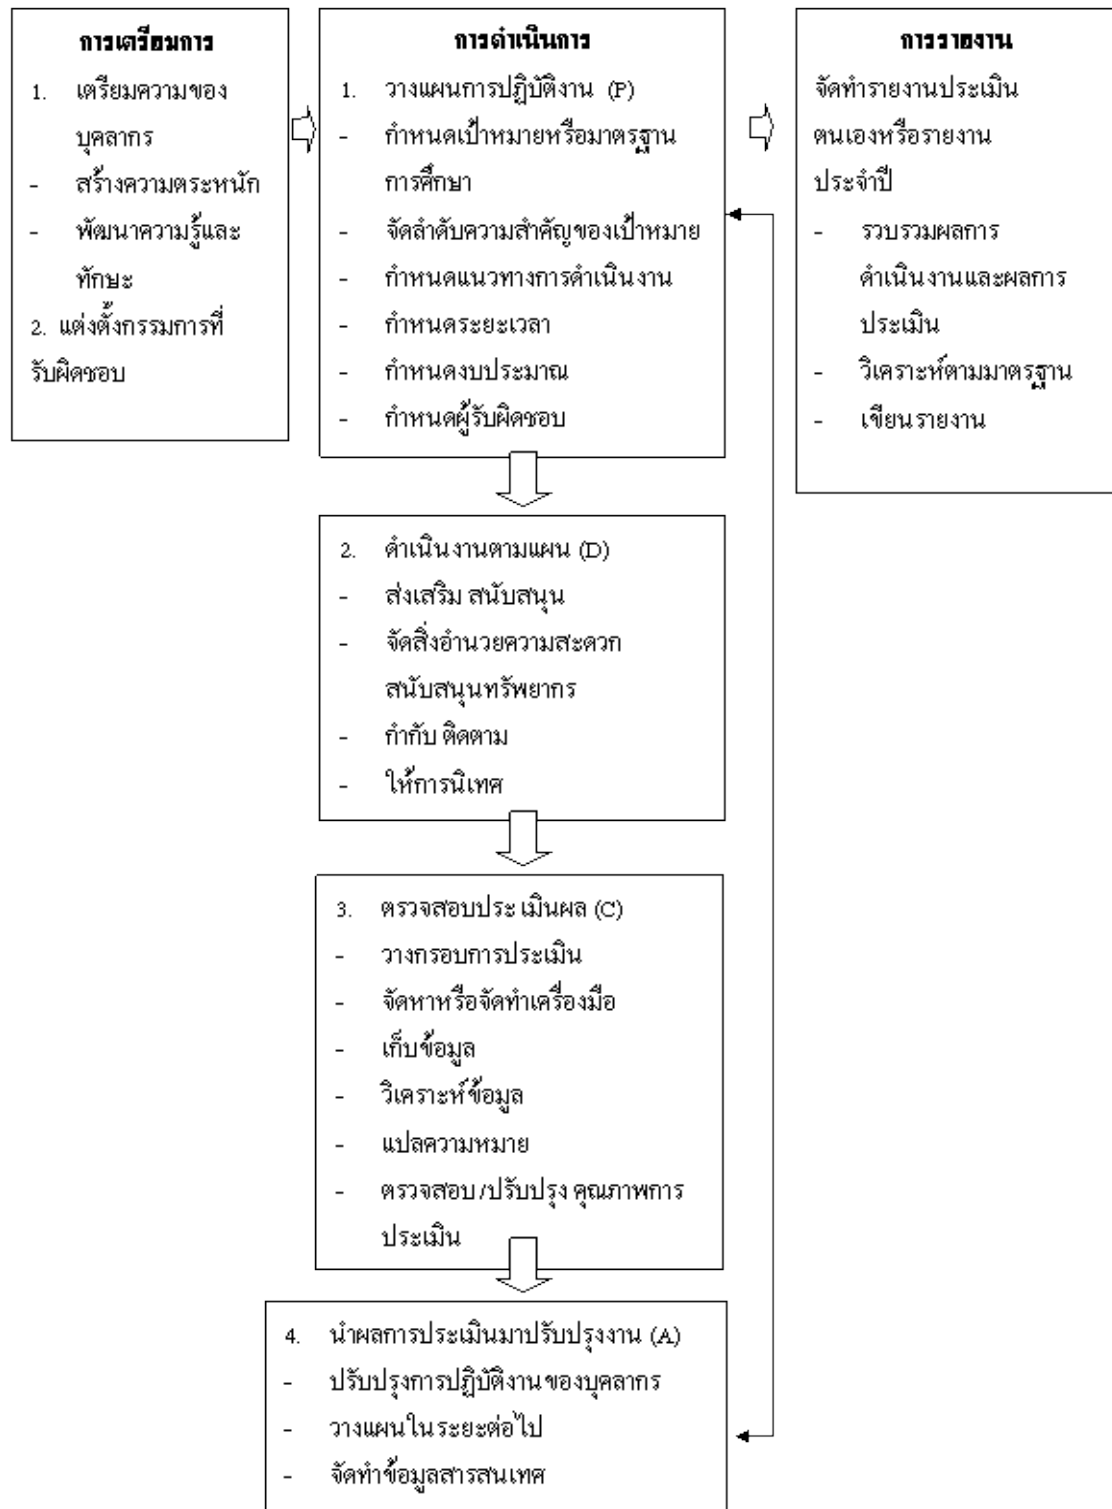 การเตรียมการ
1. เตรียมความของ
บุคลากร
- สร้างความตระหนัก
- พัฒนาความรู้และ
ทักษะ
2. แต่งตั้งกรรมการที่
รับผิดชอบ
การดำเนินการ
1. วางแผนการปฏิบัติงาน (P)
- กำหนดเป้าหมายหรือมาตรฐาน
การศึกษา
- จัดลำดับความสำคัญของเป้าหมาย
- กำหนดแนวทางการดำเนินงาน
- กำหนดระยะเวลา
- กำหนดงบประมาณ
- กำหนดผู้รับผิดชอบ
การรายงาน
จัดทำรายงานประเมิน
ตนเองหรือรายงาน
ประจำปี
- รวบรวมผลการ
ดำเนินงานและผลการ
ประเมิน
- วิเคราะห์ตามมาตรฐาน
- เขียนรายงาน
2. ดำเนินงานตามแผน (D)
- ส่งเสริม สนับสนุน
- จัดสิ่งอำนวยความสะดวก
สนับสนุนทรัพยากร
- กำกับ ติดตาม
- ให้การนิเทศ
3. ตรวจสอบประเมินผล (C)
- วางกรอบการประเมิน
- จัดหาหรือจัดทำเครื่องมือ
- เก็บข้อมูล
- วิเคราะห์ข้อมูล
- แปลความหมาย
- ตรวจสอบ/ปรับปรุง คุณภาพการ
ประเมิน
4. นำผลการประเมินมาปรับปรุงงาน (A)
- ปรับปรุงการปฏิบัติงานของบุคลากร
- วางแผนในระยะต่อไป
- จัดทำข้อมูลสารสนเทศ